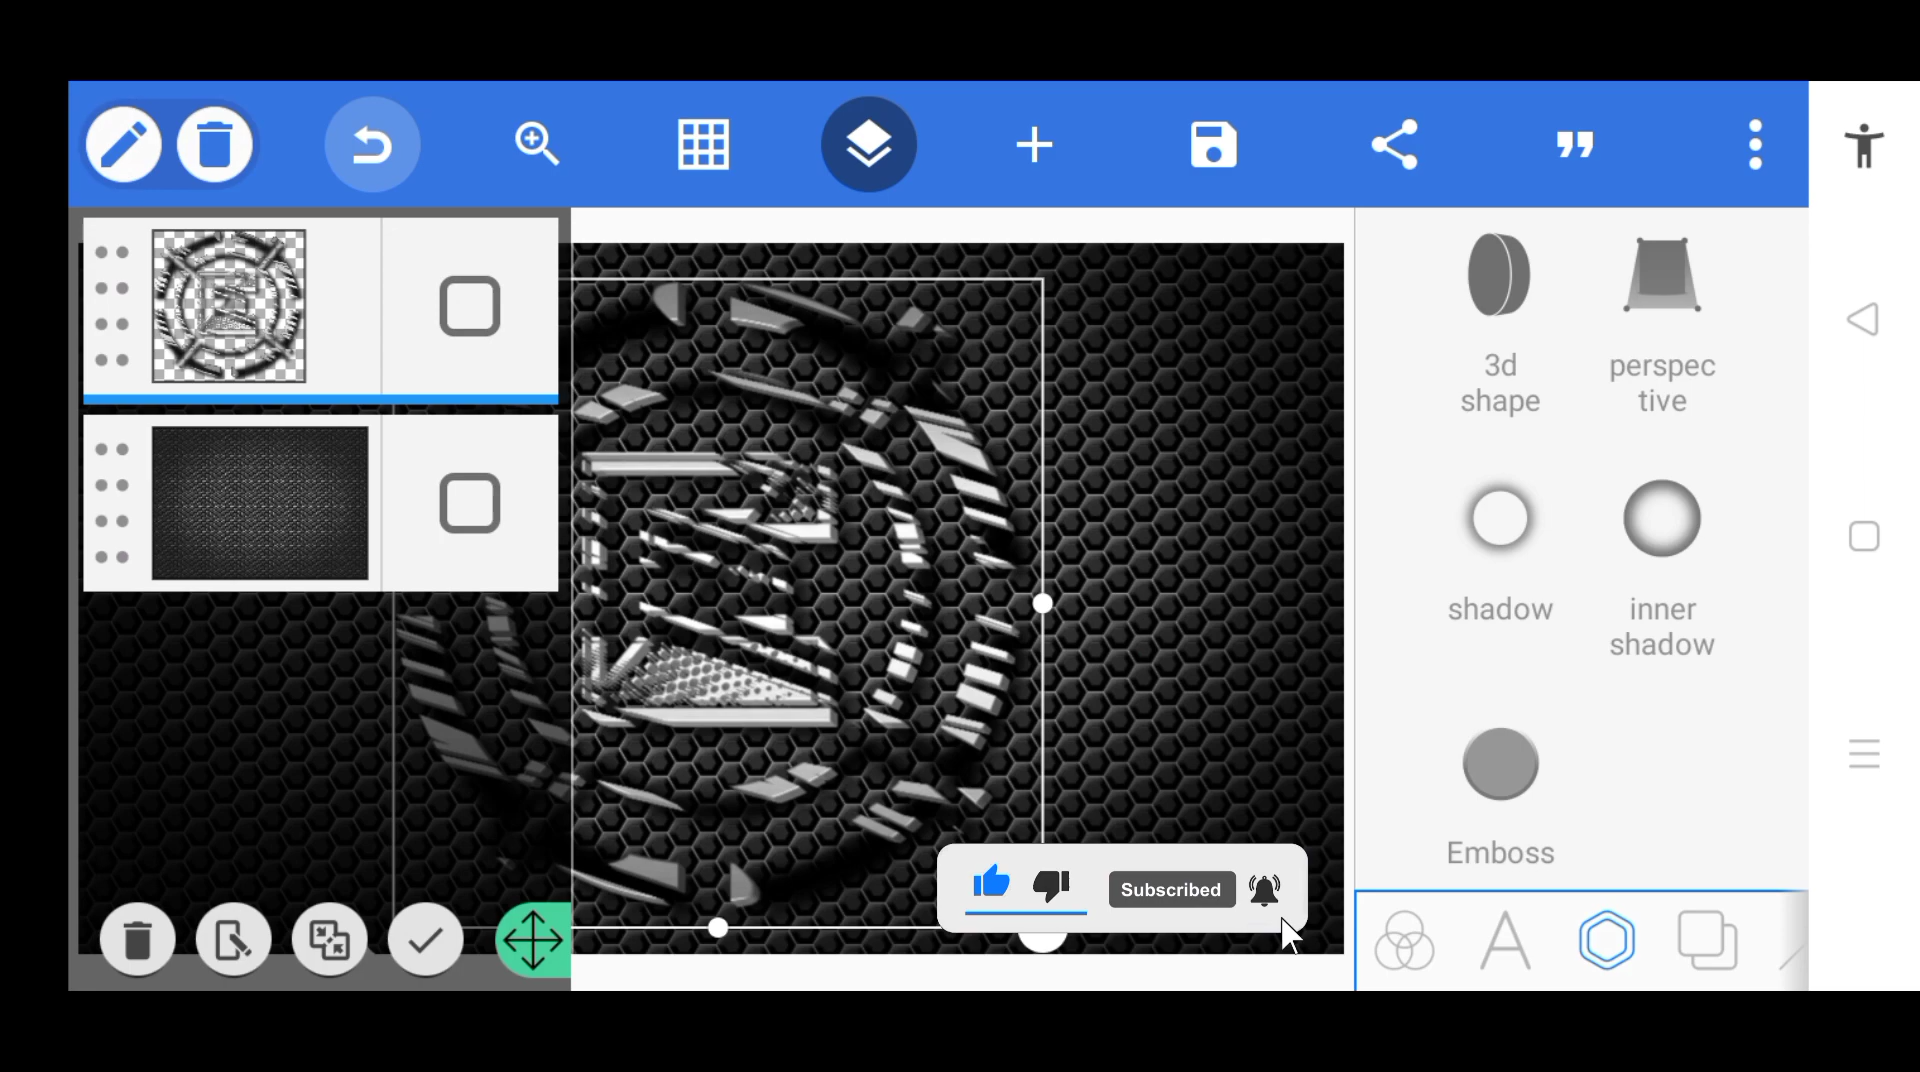 3d
shape
perspec
tive
shadow
inner
shadow
Emboss
Subscribed